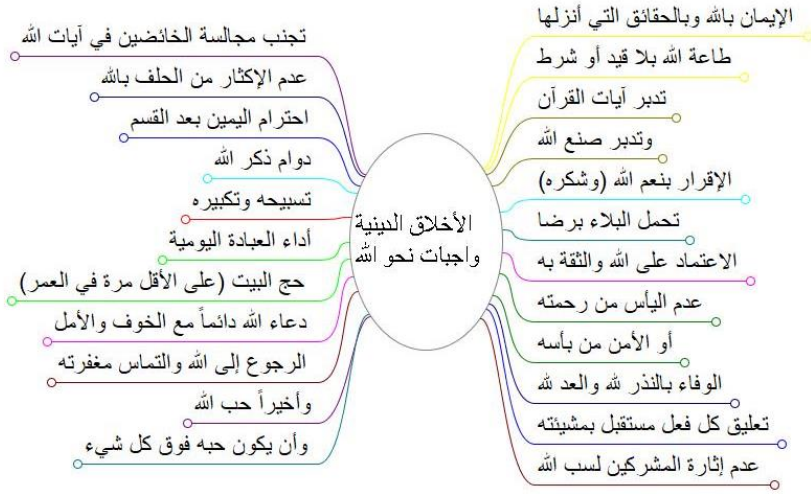 الأخلاق الدينية
واجبات نحو الله
الإيمان بالله وبالحقائق التي أنزلها
طاعة الله بلا قيد أو شرط
تدبر آيات القرآن
وتدبر صنع الله
الإقرار بنعم الله (وشكره)
تحمل البلاء برضا
الاعتماد على الله والثقة به
عدم اليأس من رحمته
أو الأمن من بأسه
الوفاء بالنذر لله والعد لله
تعليق كل فعل مستقبل بمشيئته
عدم إثارة المشركين لسب الله
تجنب مجالسة الخائضين في آيات الله
عدم الإكثار من الحلف بالله
احترام اليمين بعد القسم
دوام ذكر الله
تسبيحه وتكبيره
أداء العبادة اليومية
حج البيت (على الأقل مرة في العمر)
دعاء الله دائماً مع الخوف والأمل
الرجوع إلى الله والتماس مغفرته
وأخيراً حب الله
وأن يكون حبه فوق كل شيء